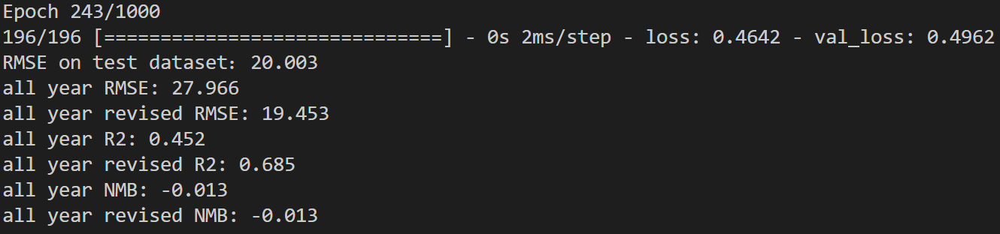 Epoch 243/1000
196/196 [==============================] - 0s 2ms/step - loss: 0.4642 - val_loss: 0.4962
RMSE on test dataset: 20.003
all year RMSE: 27.966
all year revised RMSE: 19.453
all year R2: 0.452
all year revised R2: 0.685
all year NMB: -0.013
all year revised NMB: -0.013